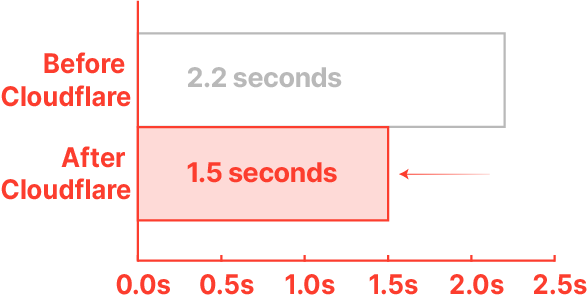 Before
Cloudflare
2.2 seconds
After
Cloudflare
1.5 seconds
0.0s 0.5s 1.0s 1.5s 2.0s 2.5s